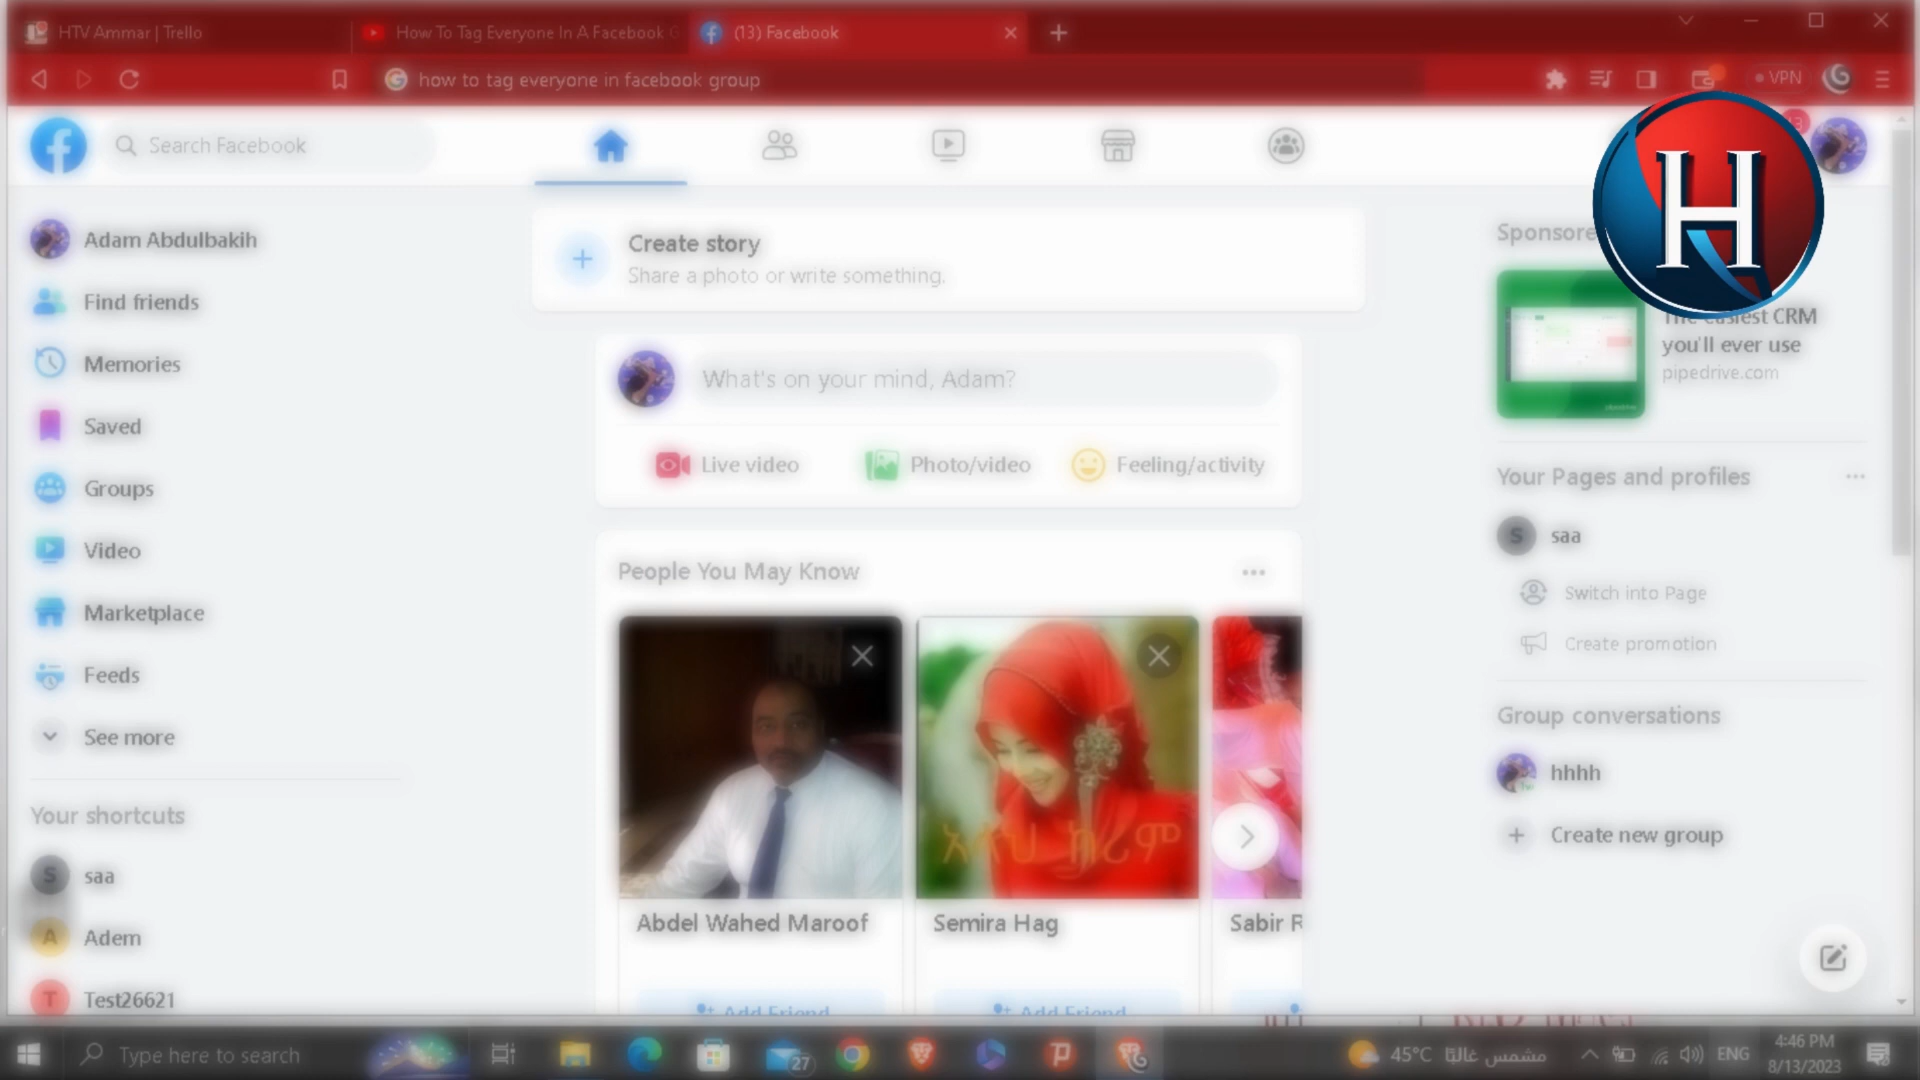 HTV Ammar | Trello
How To Tag Everyone In A Facebook G
(13) Facebook
how to tag everyone in facebook group
VPN
Search Facebook
H
Adam Abdulbakih
Find friends
Memories
Saved
Groups
Video
Marketplace
Feeds
See more
Your shortcuts
S saa
A Adem
T Test26621
Create story
Share a photo or write something.
What's on your mind, Adam?
Live video
Photo/video
Feeling/activity
People You May Know
Abdel Wahed Maroof
Semira Hag
Sabir R
Add Friend
Add Friend
you'll ever use
CRM
pipedrive.com
Your Pages and profiles
S saa
Switch into Page
Create promotion
Group conversations
hhhh
Create new group
Type here to search
27
45°C مشمس غالبًا
ENG
4:46 PM
8/13/2023